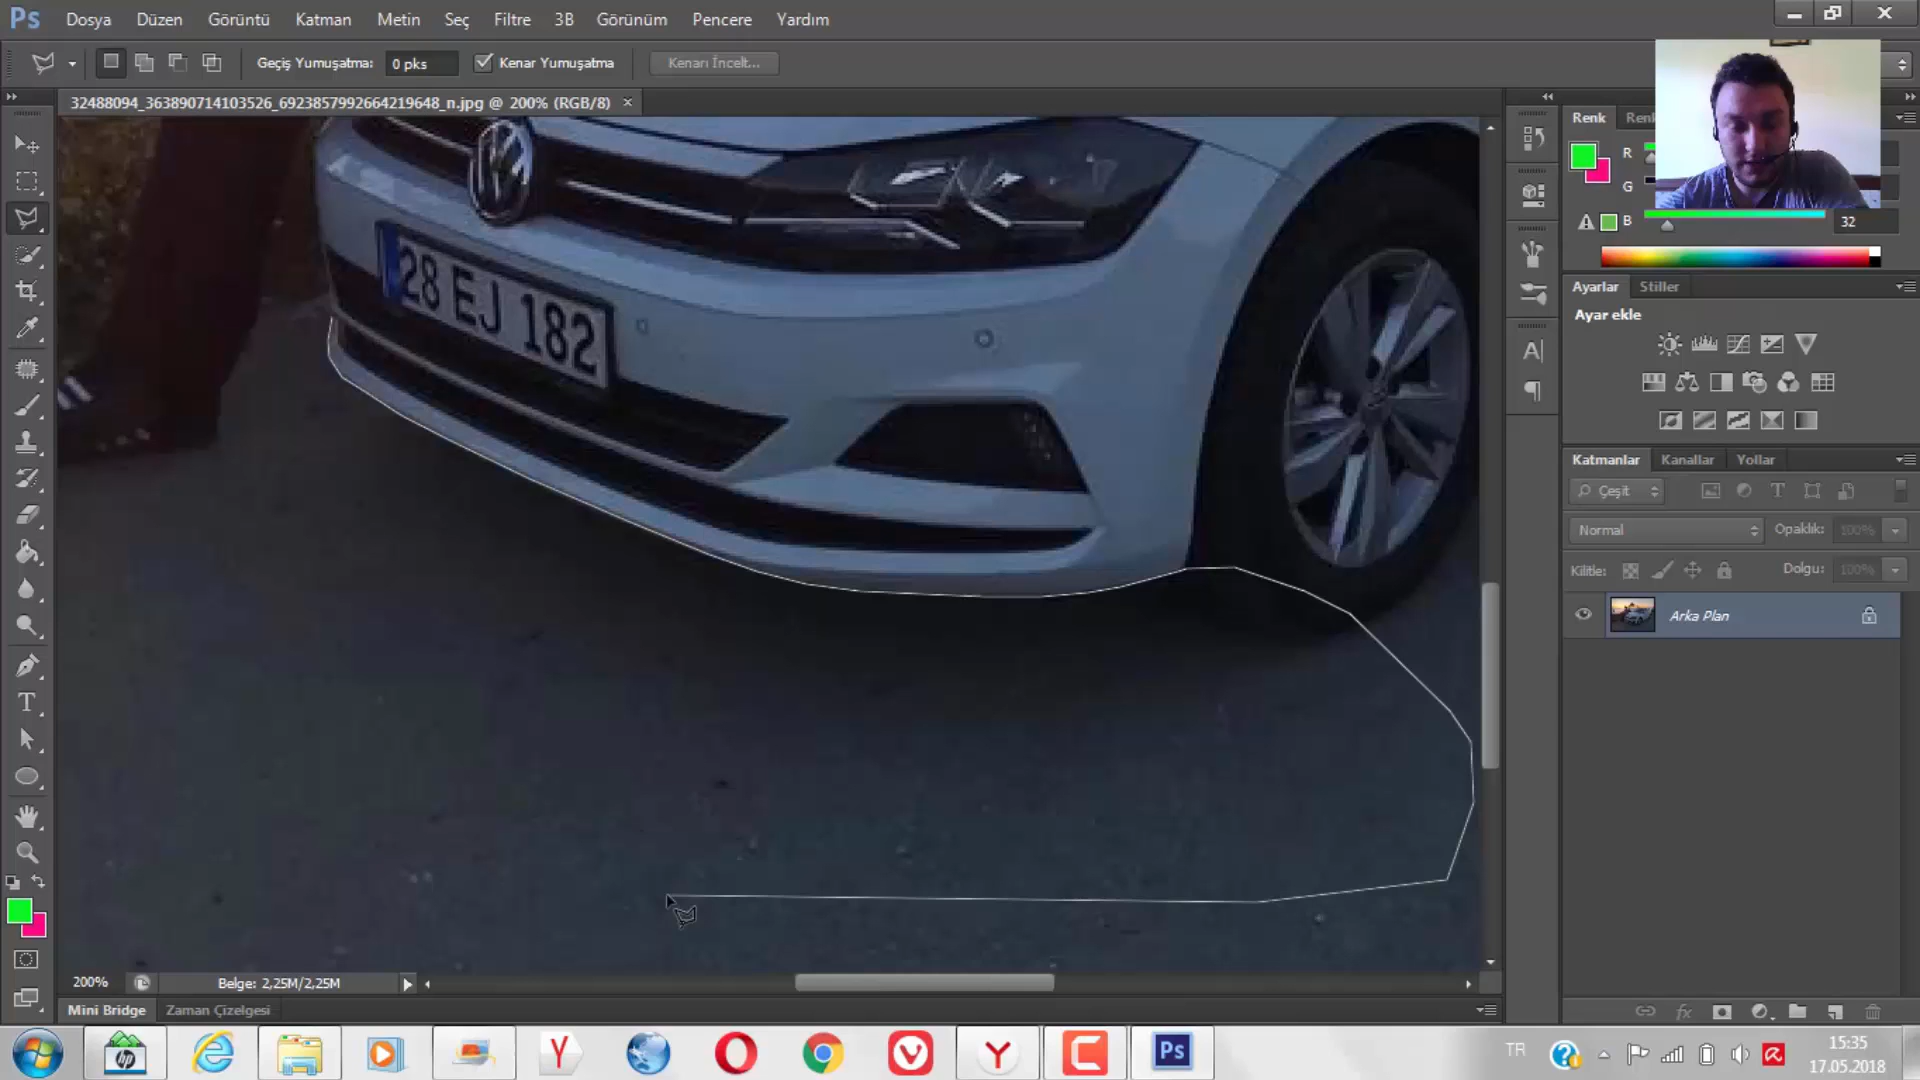 Ps Dosya Düzen Görüntü Katman Metin Seç Filtre 3B Görünüm Pencere Yardım
Geçiş Yumuşatma: 0 pks Kenar Yumuşatma Kenarı İncelt...
32488094_363890714103526_6923857992664219648_n.jpg @ 200% (RGB/8) ×
Renk
R
G
B 32
Ayarlar Stiller
Ayar ekle
Katmanlar Kanallar Yollar
Çeşit
Normal Opaklık: 100%
Kilitle: Dolgu: 100%
Arka Plan
28 EJ 182
200% Belge: 2,25M/2,25M
Mini Bridge Zaman Çizelgesi
TR 15:35
17.05.2018